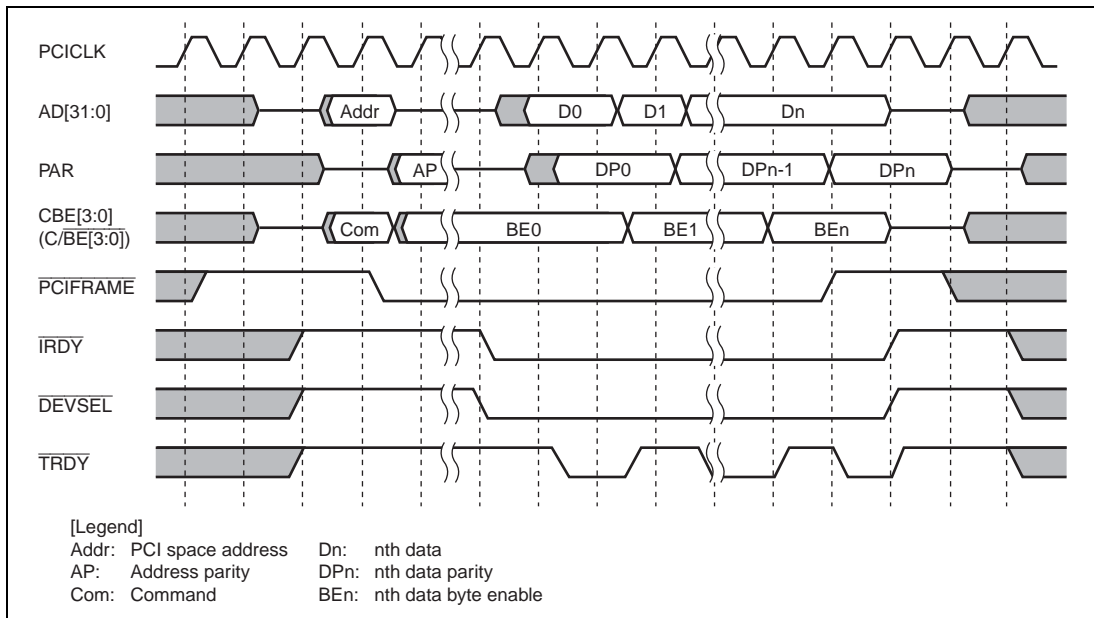 PCICLK
AD[31:0] Addr D0 D1 Dn
PAR AP DP0 DPn-1 DPn
CBE[3:0]
(C/BE[3:0]) Com BE0 BE1 BEn
PCIFRAME
IRDY
DEVSEL
TRDY
[Legend]
Addr: PCI space address Dn: nth data
AP: Address parity DPn: nth data parity
Com: Command BEn: nth data byte enable